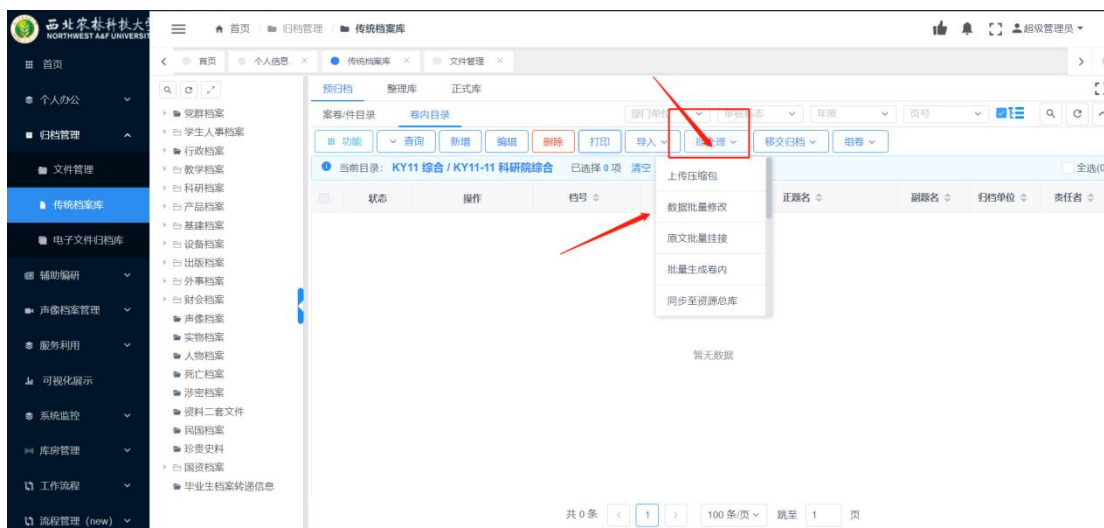 西北农林科技大学
NORTHWEST A&F UNIVERSIT
首页 / 归档管理 / 传统档案库
超级管理员
首页
个人信息 ×
传统档案库 ×
文件管理 ×
首页
个人办公
归档管理
文件管理
传统档案库
电子文件归档库
辅助编研
声像档案管理
服务利用
可视化展示
系统监控
库房管理
工作流程
流程管理 (new)
党群档案
学生人事档案
行政档案
教学档案
科研档案
产品档案
基建档案
设备档案
出版档案
外事档案
财会档案
声像档案
实物档案
人物档案
死亡档案
涉密档案
资料二套文件
民国档案
珍贵史料
国资档案
毕业生档案转递信息
预归档 整理库 正式库
案卷/件目录 卷内目录
部门单位 审核标志 年度 页号
功能 查询 新增 编辑 删除 打印 导入 批处理 移交归档 组卷
当前目录: KY11 综合 / KY11-11 科研院综合 已选择 0 项 清空
全选(0
状态 操作 档号 正题名 副题名 归档单位 责任者
上传压缩包
数据批量修改
原文批量挂接
批量生成卷内
同步至资源总库
暂无数据
共 0 条 < 1 > 100 条/页 跳至 1 页